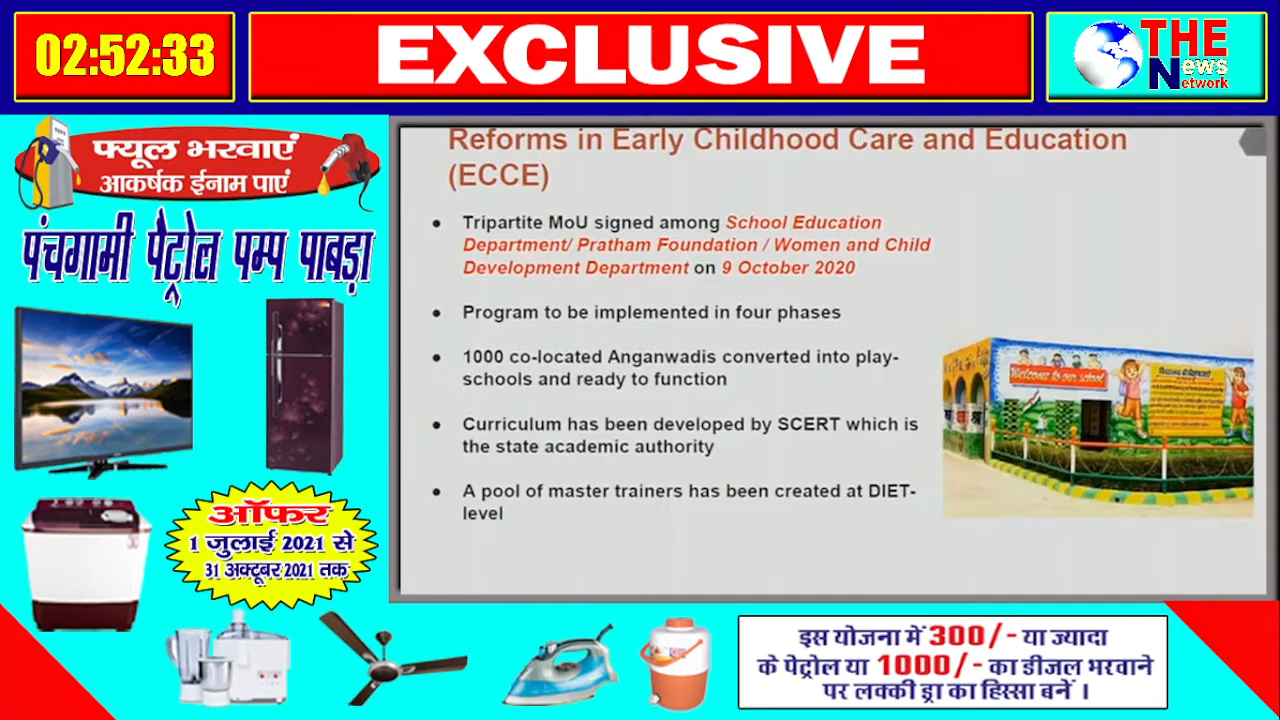 02:52:33
EXCLUSIVE
THE
News
Network
फ्यूल भरवाएं
आकर्षक ईनाम पाएं
पंचगामी पैट्रोल पम्प पाबड़ा
ऑफर
1 जुलाई 2021 से
31 अक्टूबर 2021 तक
Reforms in Early Childhood Care and Education
(ECCE)
• Tripartite MoU signed among School Education
Department/ Pratham Foundation / Women and Child
Development Department on 9 October 2020
• Program to be implemented in four phases
• 1000 co-located Anganwadis converted into play-
schools and ready to function
• Curriculum has been developed by SCERT which is
the state academic authority
• A pool of master trainers has been created at DIET-
level
Welcome to our school
इस योजना में 300/- या ज्यादा
के पेट्रोल या 1000/- का डीजल भरवाने
पर लक्की ड्रा का हिस्सा बनें ।